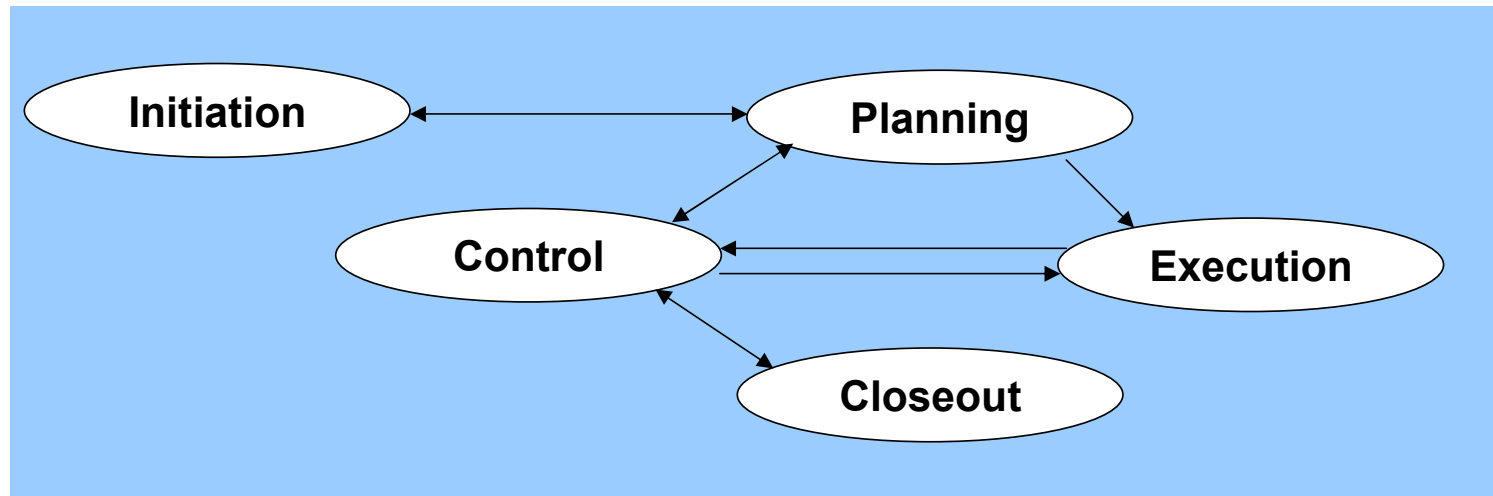 Initiation
Planning
Control
Execution
Closeout